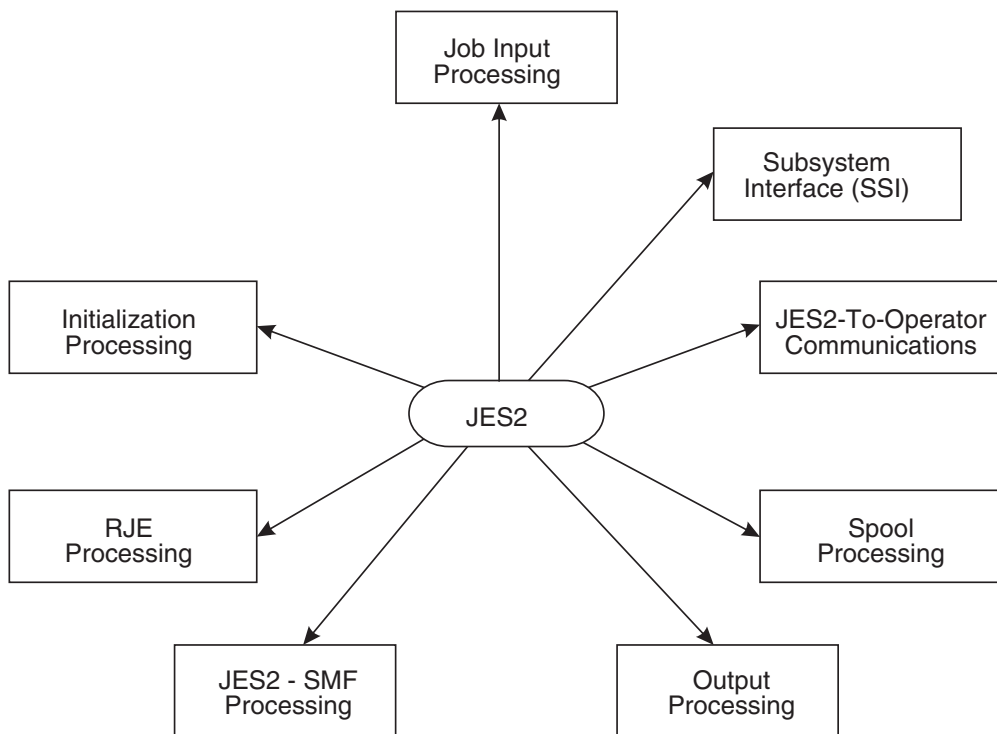 Job Input
Processing
Subsystem
Interface (SSI)
Initialization
Processing
JES2-To-Operator
Communications
JES2
RJE
Processing
Spool
Processing
JES2 - SMF
Processing
Output
Processing